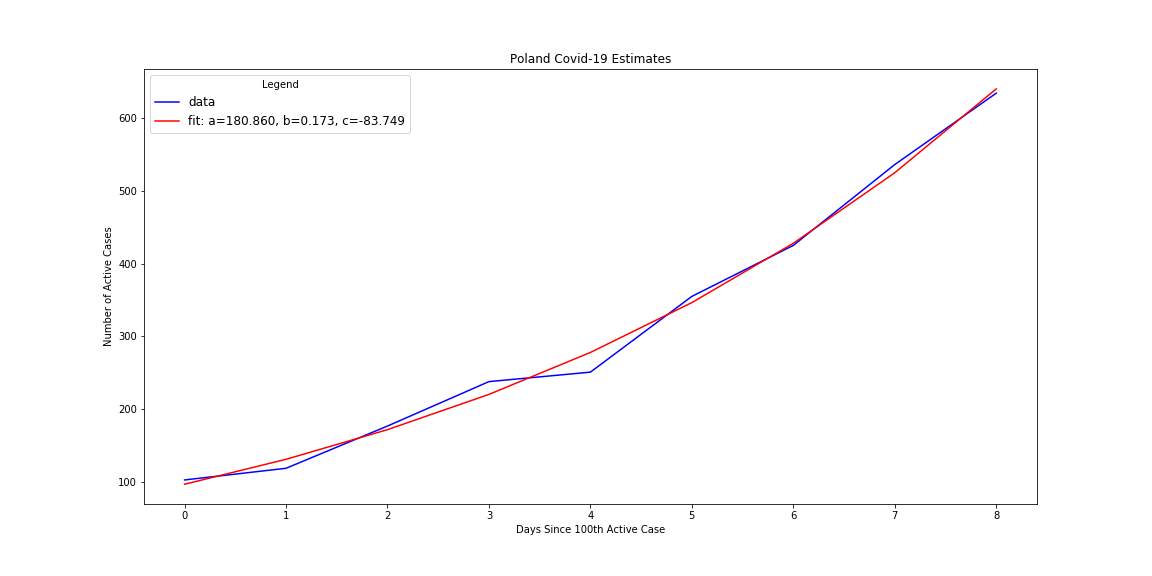 Poland Covid-19 Estimates
Legend
data
fit: a=180.860, b=0.173, c=-83.749
Number of Active Cases
600
500
400
300
200
100
0 1 2 3 4 5 6 7 8
Days Since 100th Active Case